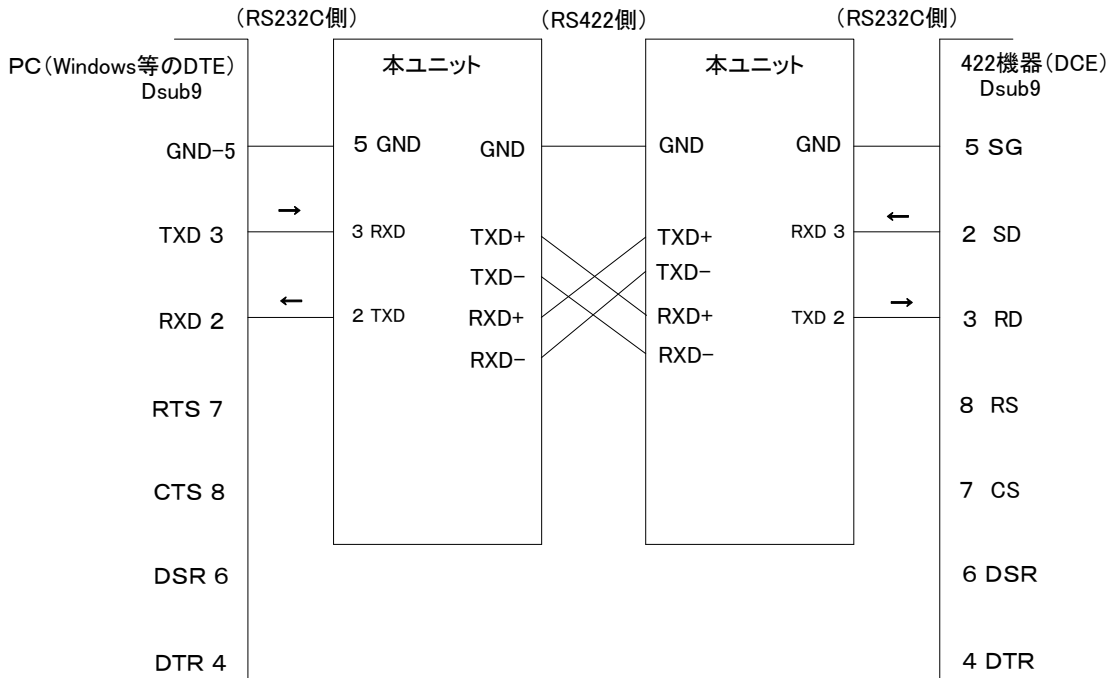 (RS232C側) (RS422側) (RS232C側)
PC(Windows等のDTE) 本ユニット 本ユニット 422機器(DCE)
Dsub9 Dsub9
GND-5 5 GND GND GND GND 5 SG
→ ←
TXD 3 3 RXD TXD+ TXD+ RXD 3 2 SD
TXD- TXD-
← →
RXD 2 2 TXD RXD+ RXD+ TXD 2 3 RD
RXD- RXD-
RTS 7 8 RS
CTS 8 7 CS
DSR 6 6 DSR
DTR 4 4 DTR